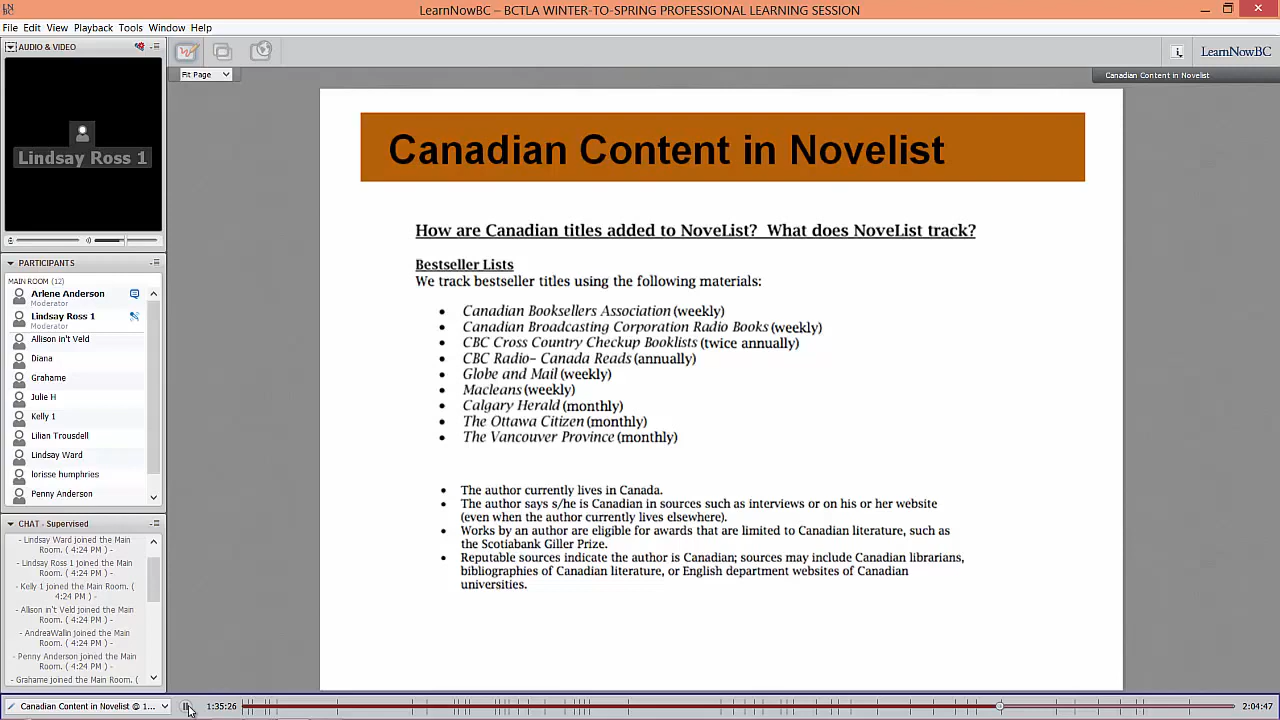 LearnNowBC – BCTLA WINTER-TO-SPRING PROFESSIONAL LEARNING SESSION
File Edit View Playback Tools Window Help
AUDIO & VIDEO
LearnNowBC
Fit Page
Canadian Content in Novelist
Lindsay Ross 1
PARTICIPANTS
MAIN ROOM (12)
Arlene Anderson
Moderator
Lindsay Ross 1
Moderator
Allison in't Veld
Diana
Grahame
Julie H
Kelly 1
Lilian Trousdell
Lindsay Ward
lorisse humphries
Penny Anderson
CHAT - Supervised
- Lindsay Ward joined the Main
Room. ( 4:24 PM ) -
- Lindsay Ross 1 joined the Main
Room. ( 4:24 PM ) -
- Kelly 1 joined the Main Room. (
4:24 PM ) -
- Allison in't Veld joined the Main
Room. ( 4:24 PM ) -
- AndreaWallin joined the Main
Room. ( 4:24 PM ) -
- Penny Anderson joined the Main
Room. ( 4:24 PM ) -
- Grahame joined the Main Room. (
Canadian Content in Novelist
How are Canadian titles added to NoveList? What does NoveList track?
Bestseller Lists
We track bestseller titles using the following materials:
• Canadian Booksellers Association (weekly)
• Canadian Broadcasting Corporation Radio Books (weekly)
• CBC Cross Country Checkup Booklists (twice annually)
• CBC Radio– Canada Reads (annually)
• Globe and Mail (weekly)
• Macleans (weekly)
• Calgary Herald (monthly)
• The Ottawa Citizen (monthly)
• The Vancouver Province (monthly)
• The author currently lives in Canada.
• The author says s/he is Canadian in sources such as interviews or on his or her website
(even when the author currently lives elsewhere).
• Works by an author are eligible for awards that are limited to Canadian literature, such as
the Scotiabank Giller Prize.
• Reputable sources indicate the author is Canadian; sources may include Canadian librarians,
bibliographies of Canadian literature, or English department websites of Canadian
universities.
Canadian Content in Novelist @ 1...
1:35:26
2:04:47